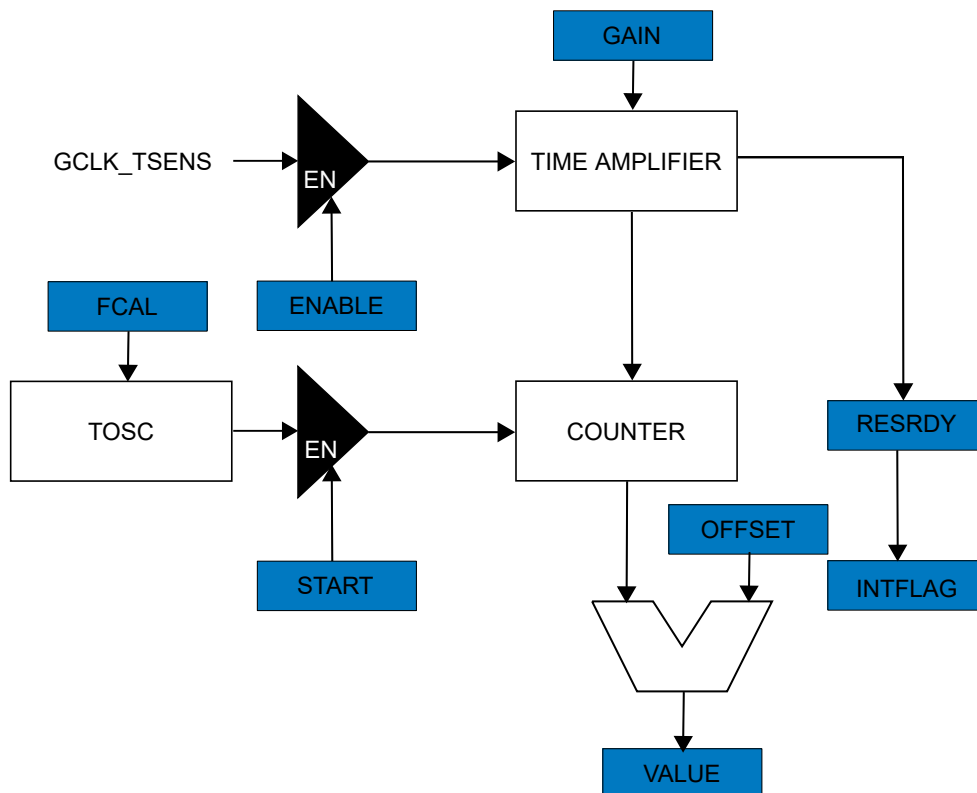 GAIN
GCLK_TSENS
EN
TIME AMPLIFIER
FCAL
ENABLE
TOSC
EN
COUNTER
RESRDY
START
OFFSET
INTFLAG
VALUE